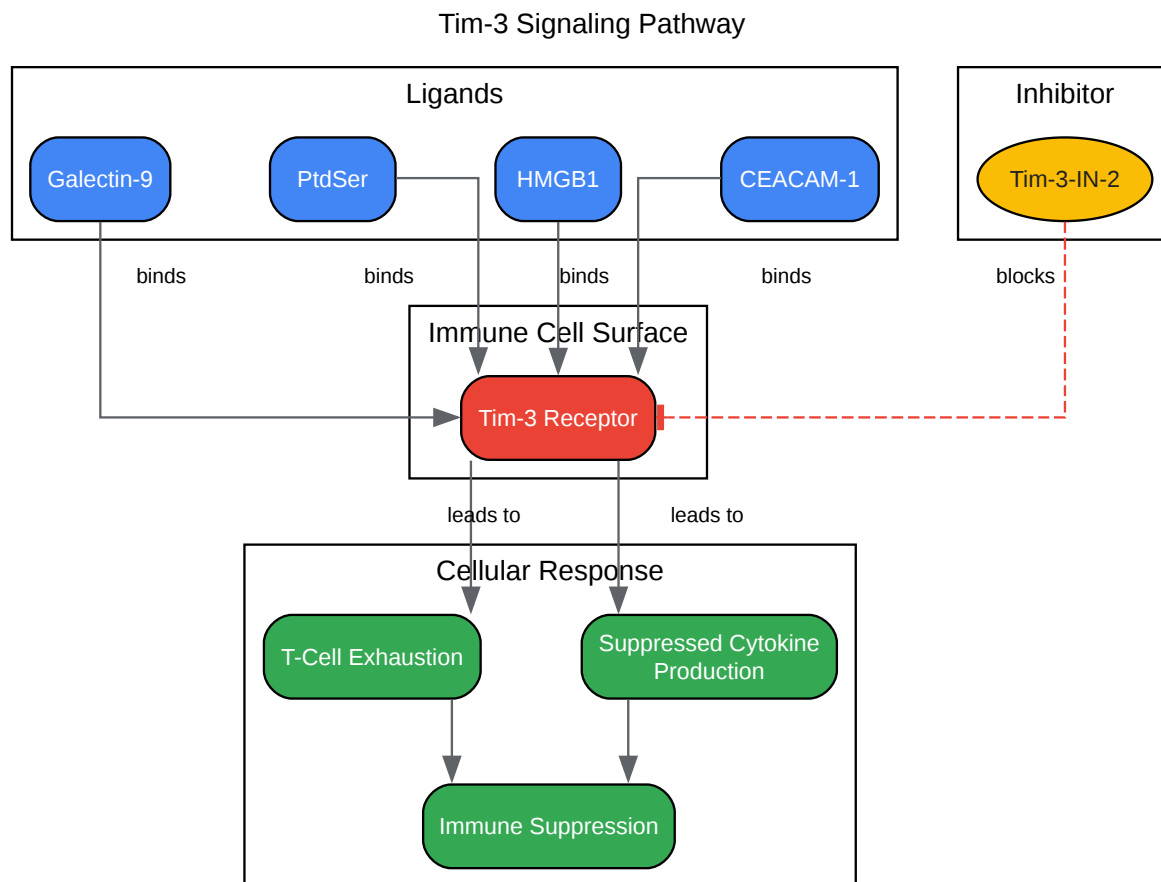 Tim-3 Signaling Pathway
Ligands
Inhibitor
Galectin-9
PtdSer
HMGB1
CEACAM-1
Tim-3-IN-2
binds
binds
binds
binds
blocks
Immune Cell Surface
Tim-3 Receptor
leads to
leads to
Cellular Response
T-Cell Exhaustion
Suppressed Cytokine
Production
Immune Suppression